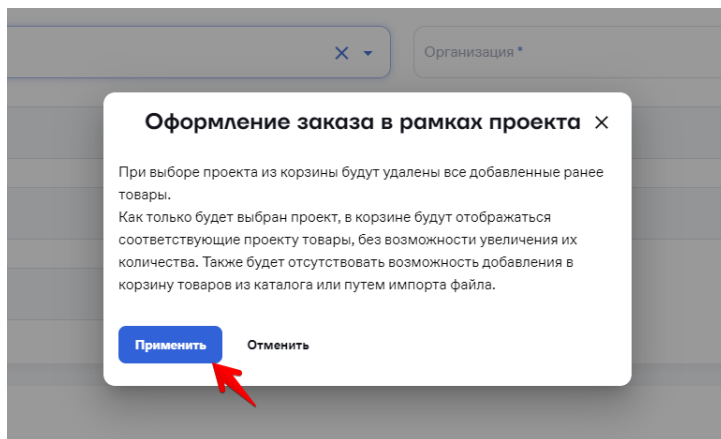 Организация *
Оформление заказа в рамках проекта
При выборе проекта из корзины будут удалены все добавленные ранее
товары.
Как только будет выбран проект, в корзине будут отображаться
соответствующие проекту товары, без возможности увеличения их
количества. Также будет отсутствовать возможность добавления в
корзину товаров из каталога или путем импорта файла.
Применить
Отменить